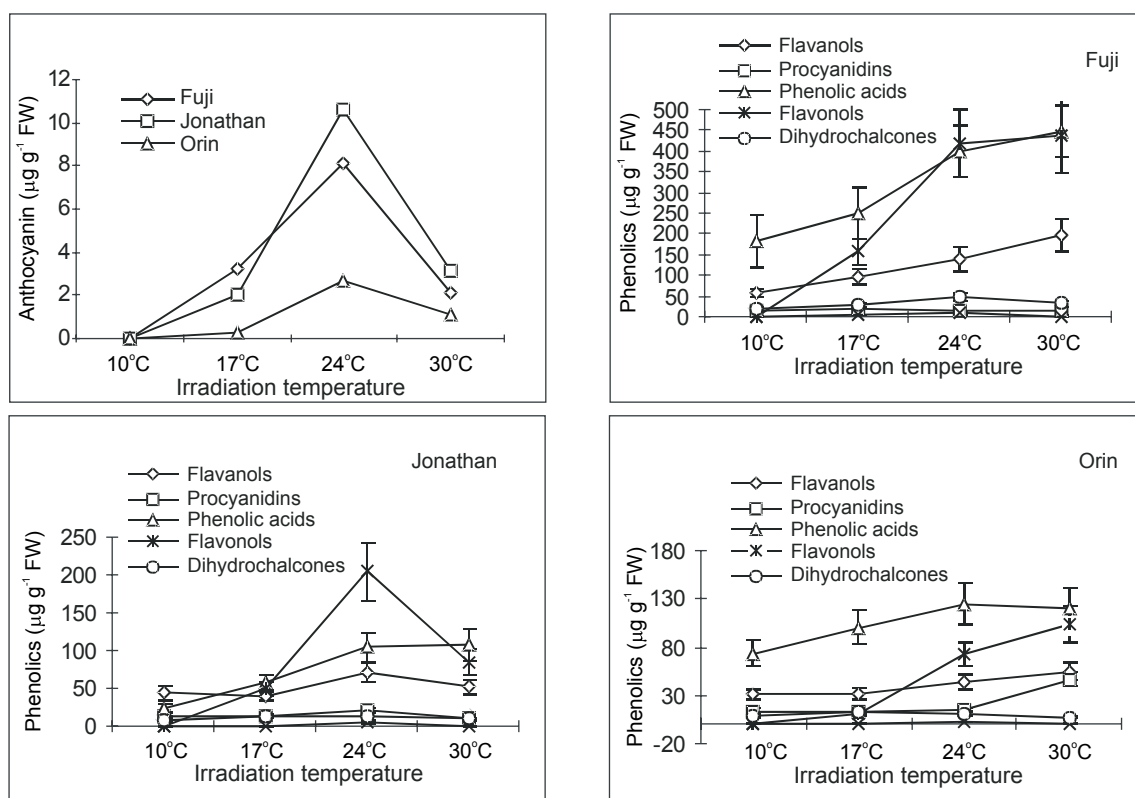 12
10
8
6
4
2
0
Anthocyanin (µg g⁻¹ FW)
Fuji
Jonathan
Orin
10°C 17°C 24°C 30°C
Irradiation temperature
Fuji
Flavanols
Procyanidins
Phenolic acids
Flavonols
Dihydrochalcones
500
450
400
350
300
250
200
150
100
50
0
Phenolics (µg g⁻¹ FW)
10°C 17°C 24°C 30°C
Irradiation temperature
Jonathan
Flavanols
Procyanidins
Phenolic acids
Flavonols
Dihydrochalcones
250
200
150
100
50
0
Phenolics (µg g⁻¹ FW)
10°C 17°C 24°C 30°C
Irradiation temperature
Orin
Flavanols
Procyanidins
Phenolic acids
Flavonols
Dihydrochalcones
180
130
80
30
-20
Phenolics (µg g⁻¹ FW)
10°C 17°C 24°C 30°C
Irradiation temperature